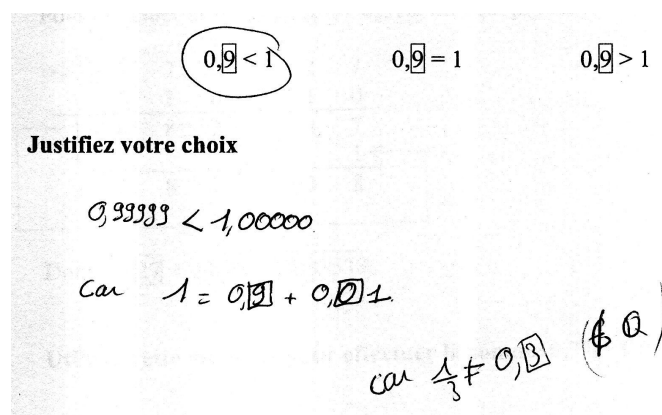 0,9 < 1 0,9 = 1 0,9 > 1
Justifiez votre choix
0,99999 < 1,00000
Car 1 = 0,9 + 0,01.
car 1/3 ≠ 0,3 (∉ Q)